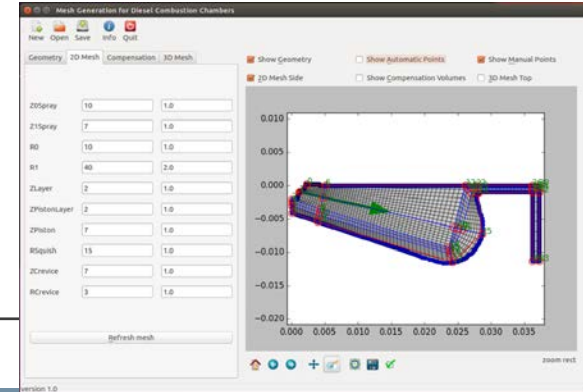 Mesh Generation for Diesel Combustion Chambers
New Open Save Info Quit
Geometry 2D Mesh Compensation 3D Mesh
Z0Spray 10 1.0
Z1Spray 7 1.0
R0 10 1.0
R1 40 2.0
ZLayer 2 1.0
ZPistonLayer 2 1.0
ZPiston 7 1.0
RSquish 15 1.0
ZCrevice 7 1.0
RCrevice 3 1.0
Refresh mesh
Show Geometry Show Automatic Points Show Manual Points
2D Mesh Side Show Compensation Volumes 3D Mesh Top
0.010
0.005
0.000
−0.005
−0.010
−0.015
−0.020
0.000 0.005 0.010 0.015 0.020 0.025 0.030 0.035
zoom rect
version 1.0